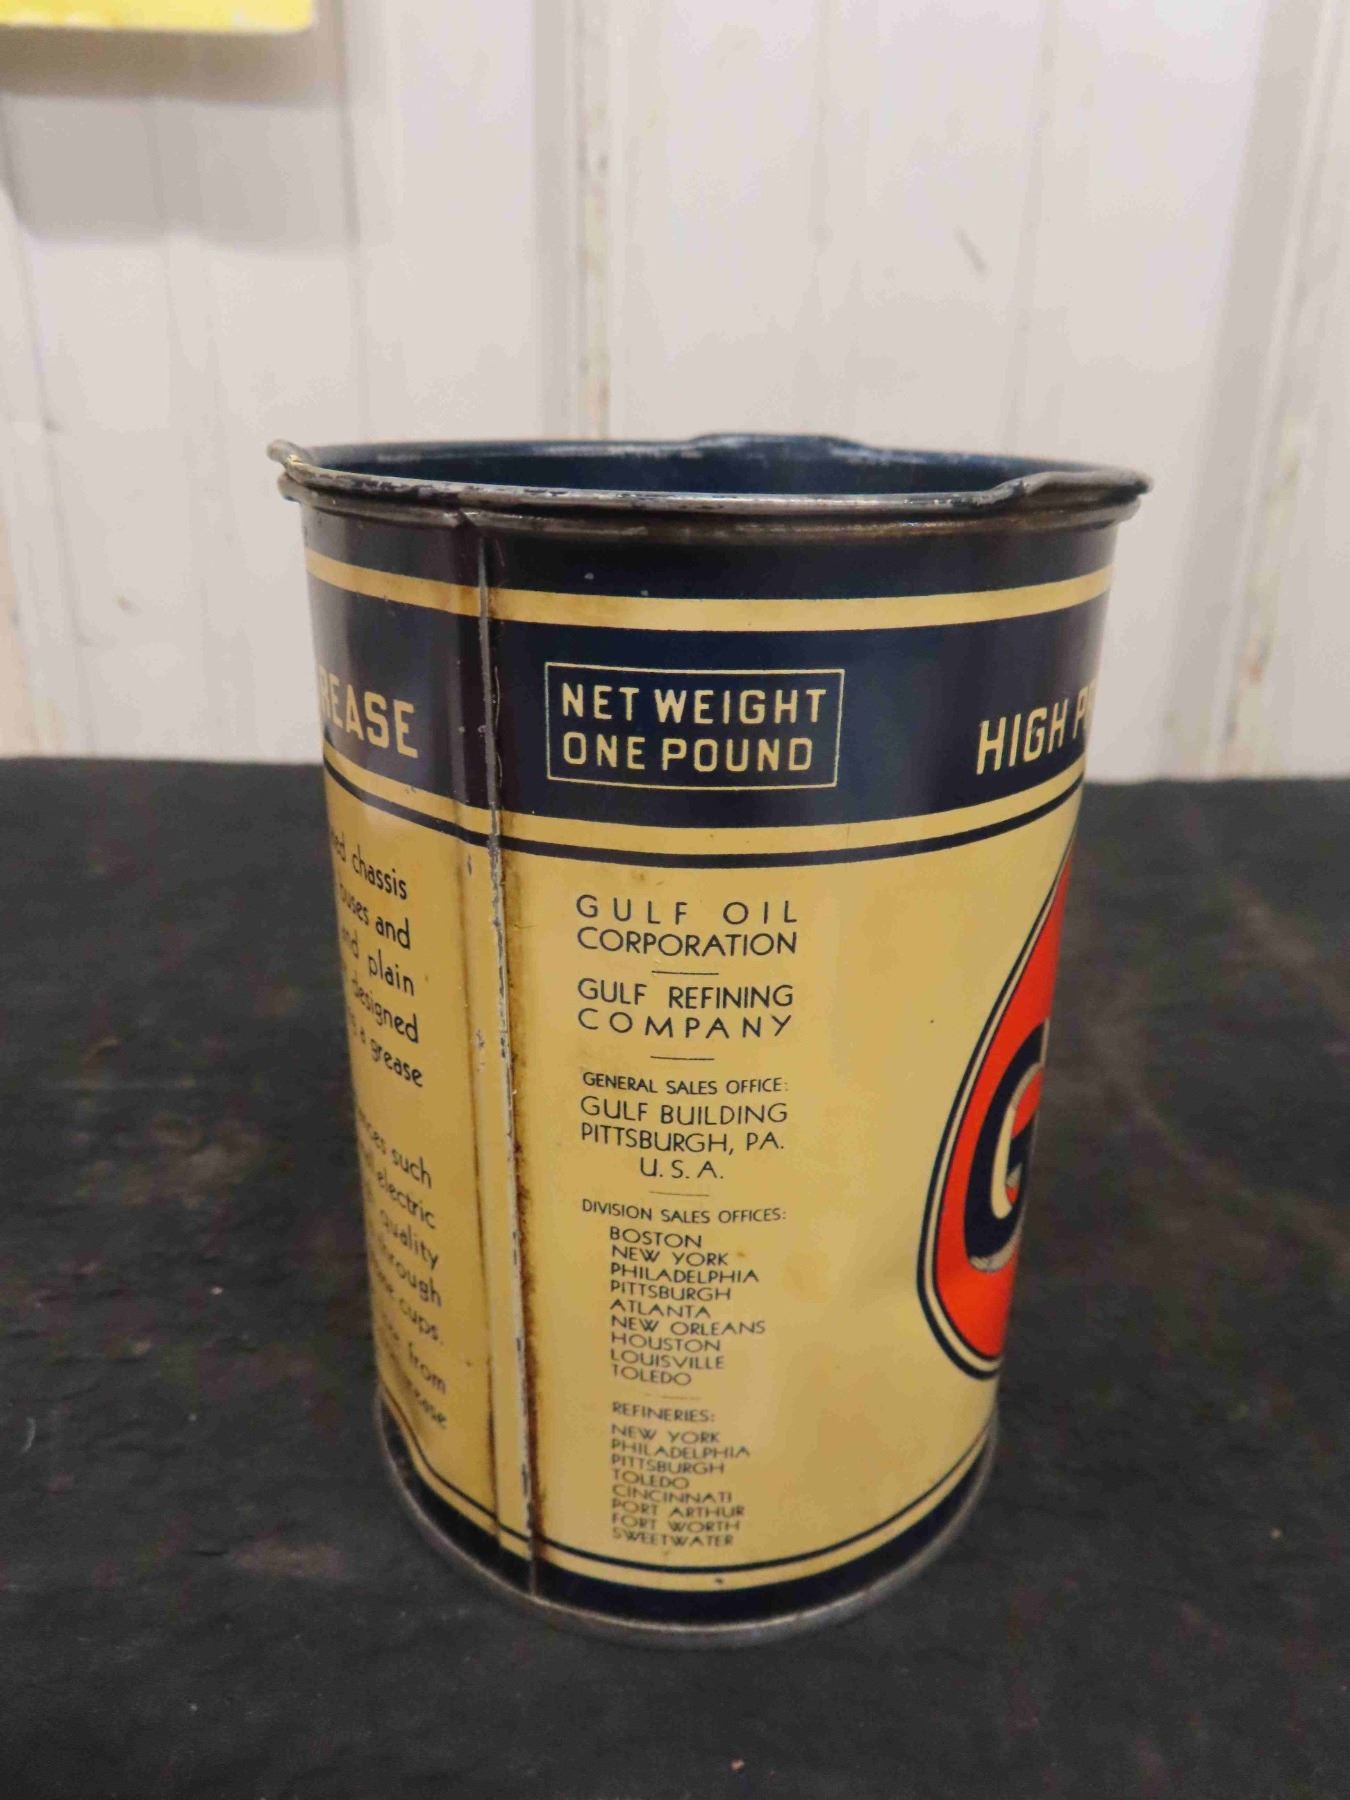 NET WEIGHT
ONE POUND
HIGH
EASE
GULF OIL
CORPORATION
GULF REFINING
COMPANY
GENERAL SALES OFFICE:
GULF BUILDING
PITTSBURGH, PA.
U. S. A.
DIVISION SALES OFFICES:
BOSTON
NEW YORK
PHILADELPHIA
PITTSBURGH
ATLANTA
NEW ORLEANS
HOUSTON
LOUISVILLE
TOLEDO
REFINERIES:
NEW YORK
PHILADELPHIA
PITTSBURGH
TOLEDO
CINCINNATI
PORT ARTHUR
FORT WORTH
SWEETWATER
chassis
and
plain
designed
a grease
such
electric
quality
through
cups.
from
G